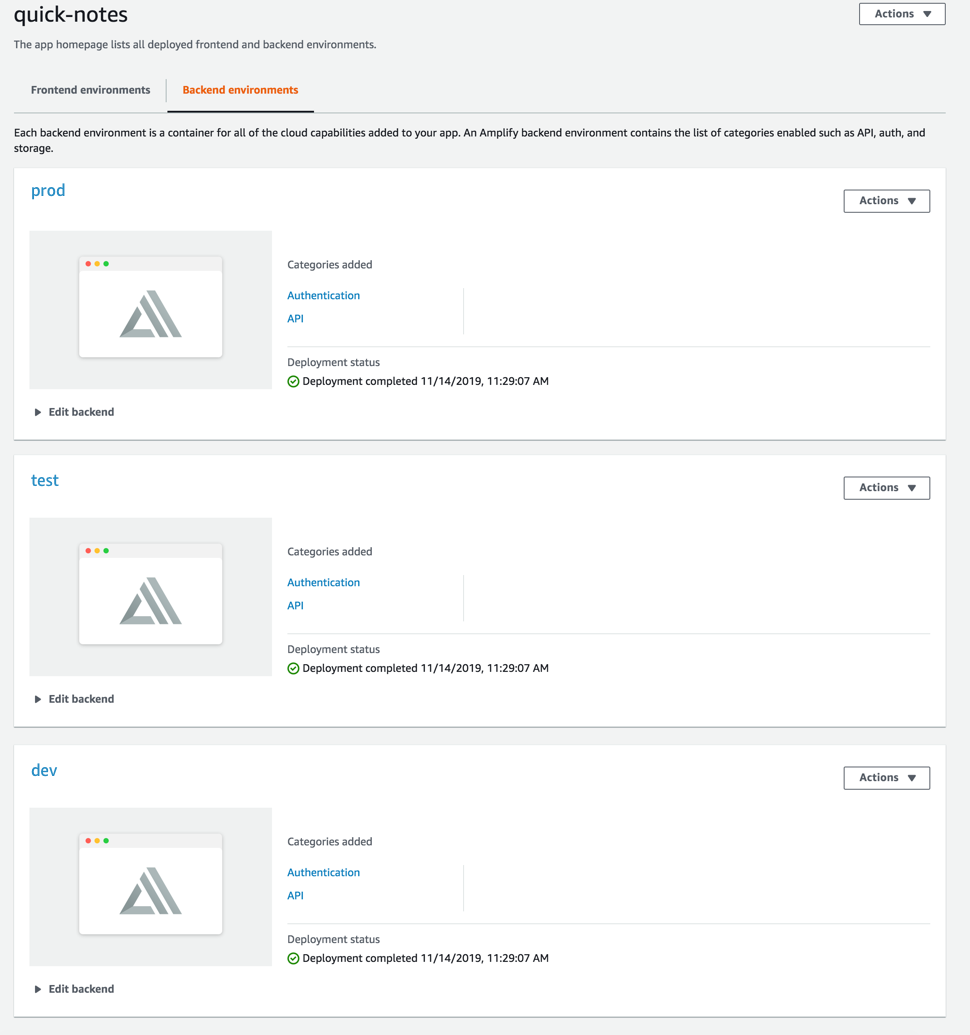 quick-notes
Actions
The app homepage lists all deployed frontend and backend environments.
Frontend environments
Backend environments
Each backend environment is a container for all of the cloud capabilities added to your app. An Amplify backend environment contains the list of categories enabled such as API, auth, and
storage.
prod
Actions
Categories added
Authentication
API
Deployment status
Deployment completed 11/14/2019, 11:29:07 AM
Edit backend
test
Actions
Categories added
Authentication
API
Deployment status
Deployment completed 11/14/2019, 11:29:07 AM
Edit backend
dev
Actions
Categories added
Authentication
API
Deployment status
Deployment completed 11/14/2019, 11:29:07 AM
Edit backend